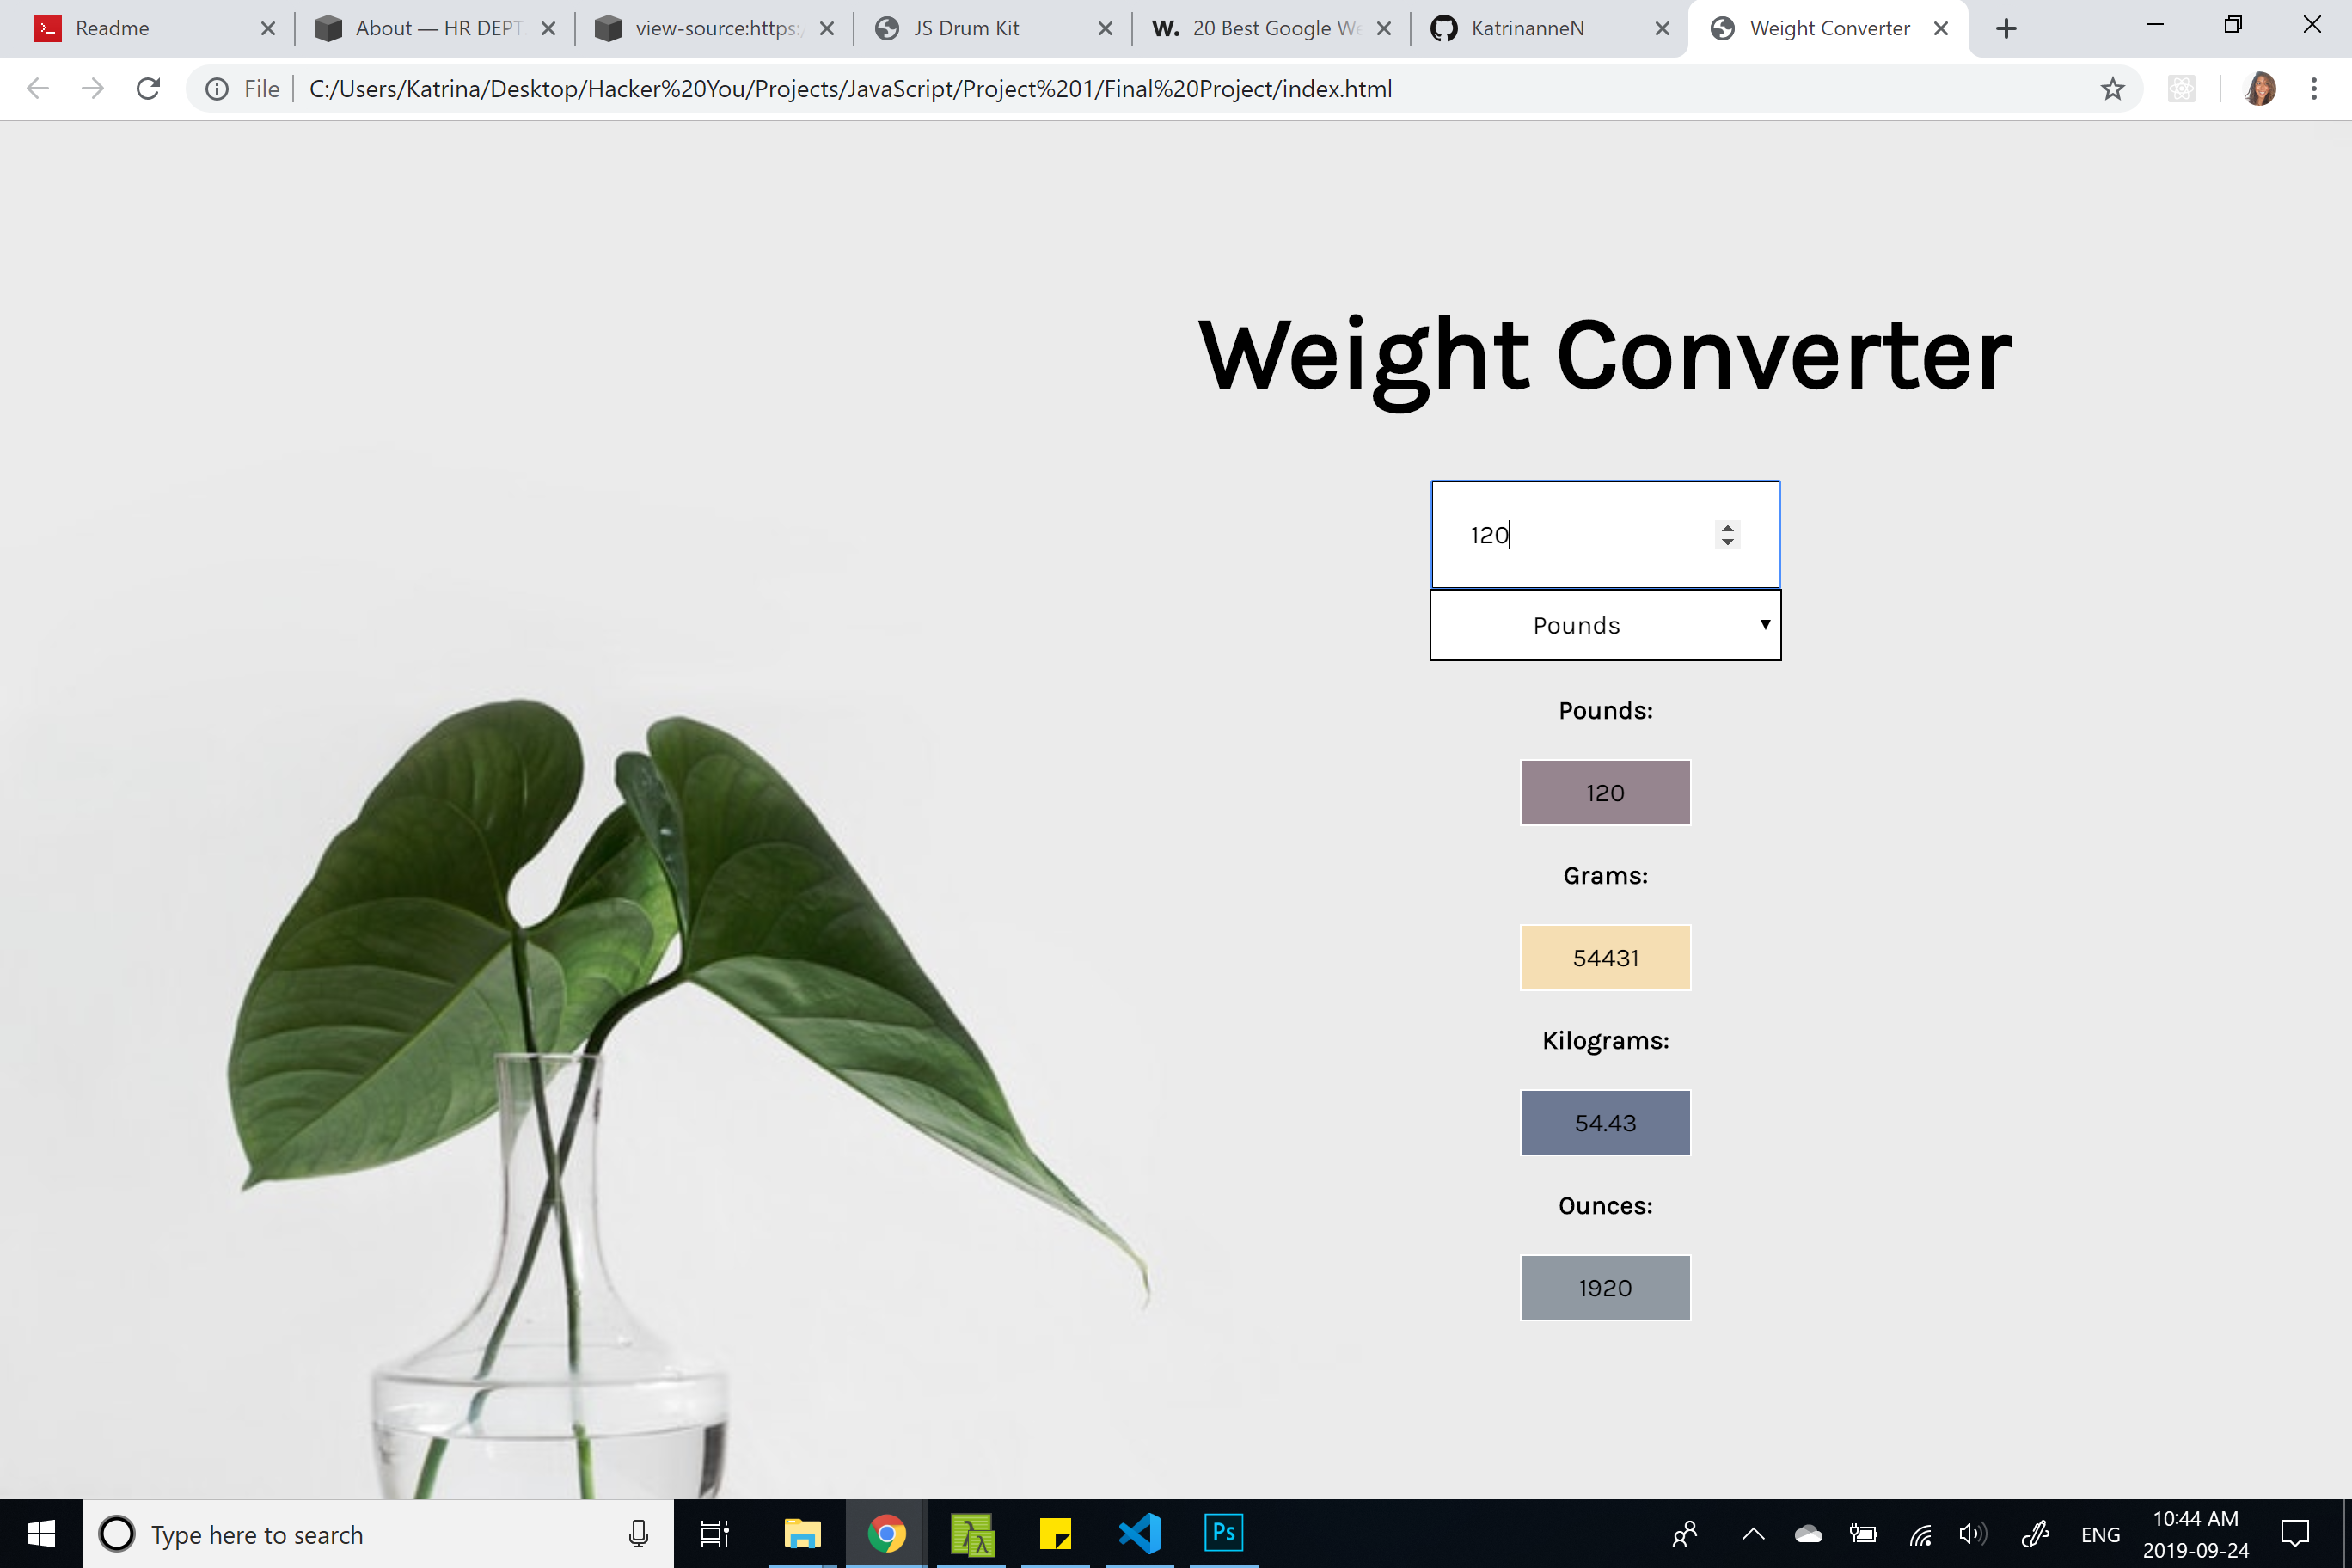 Readme
About — HR DEPT
view-source:https:/
JS Drum Kit
W. 20 Best Google We
KatrinanneN
Weight Converter
File C:/Users/Katrina/Desktop/Hacker%20You/Projects/JavaScript/Project%201/Final%20Project/index.html
Weight Converter
120
Pounds
Pounds:
120
Grams:
54431
Kilograms:
54.43
Ounces:
1920
Type here to search
Ps
ENG
10:44 AM
2019-09-24